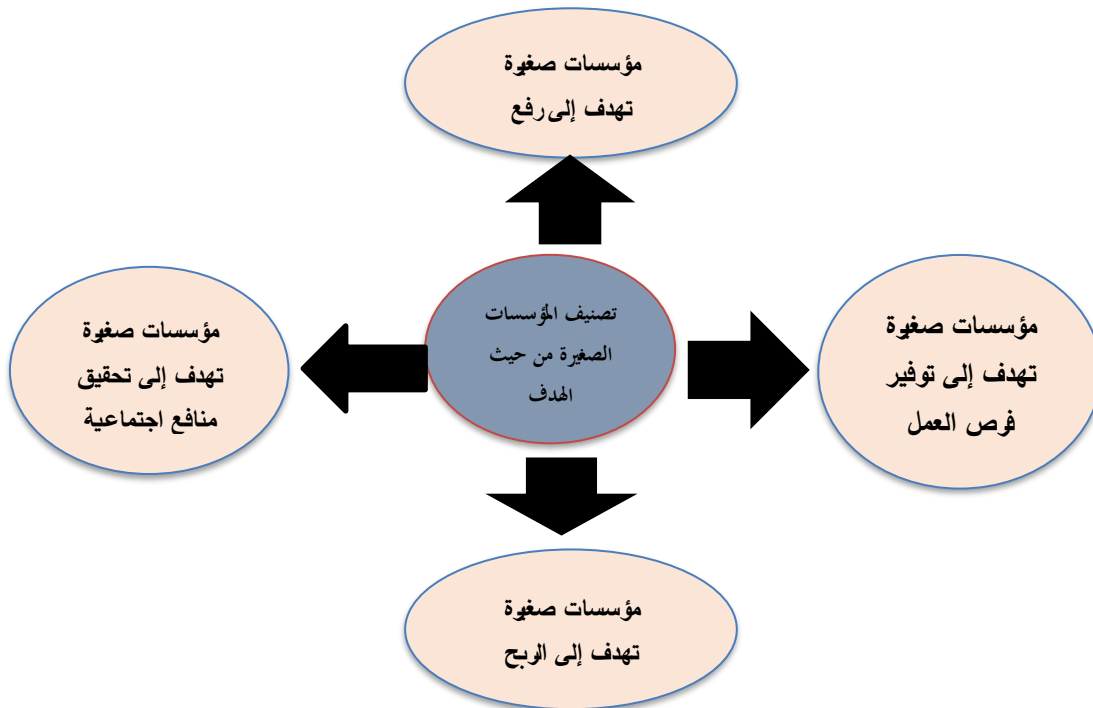 مؤسسات صغيرة
تهدف إلى رفع
تصنيف المؤسسات
الصغيرة من حيث
الهدف
مؤسسات صغيرة
تهدف إلى توفير
فرص العمل
مؤسسات صغيرة
تهدف إلى تحقيق
منافع اجتماعية
مؤسسات صغيرة
تهدف إلى الربح